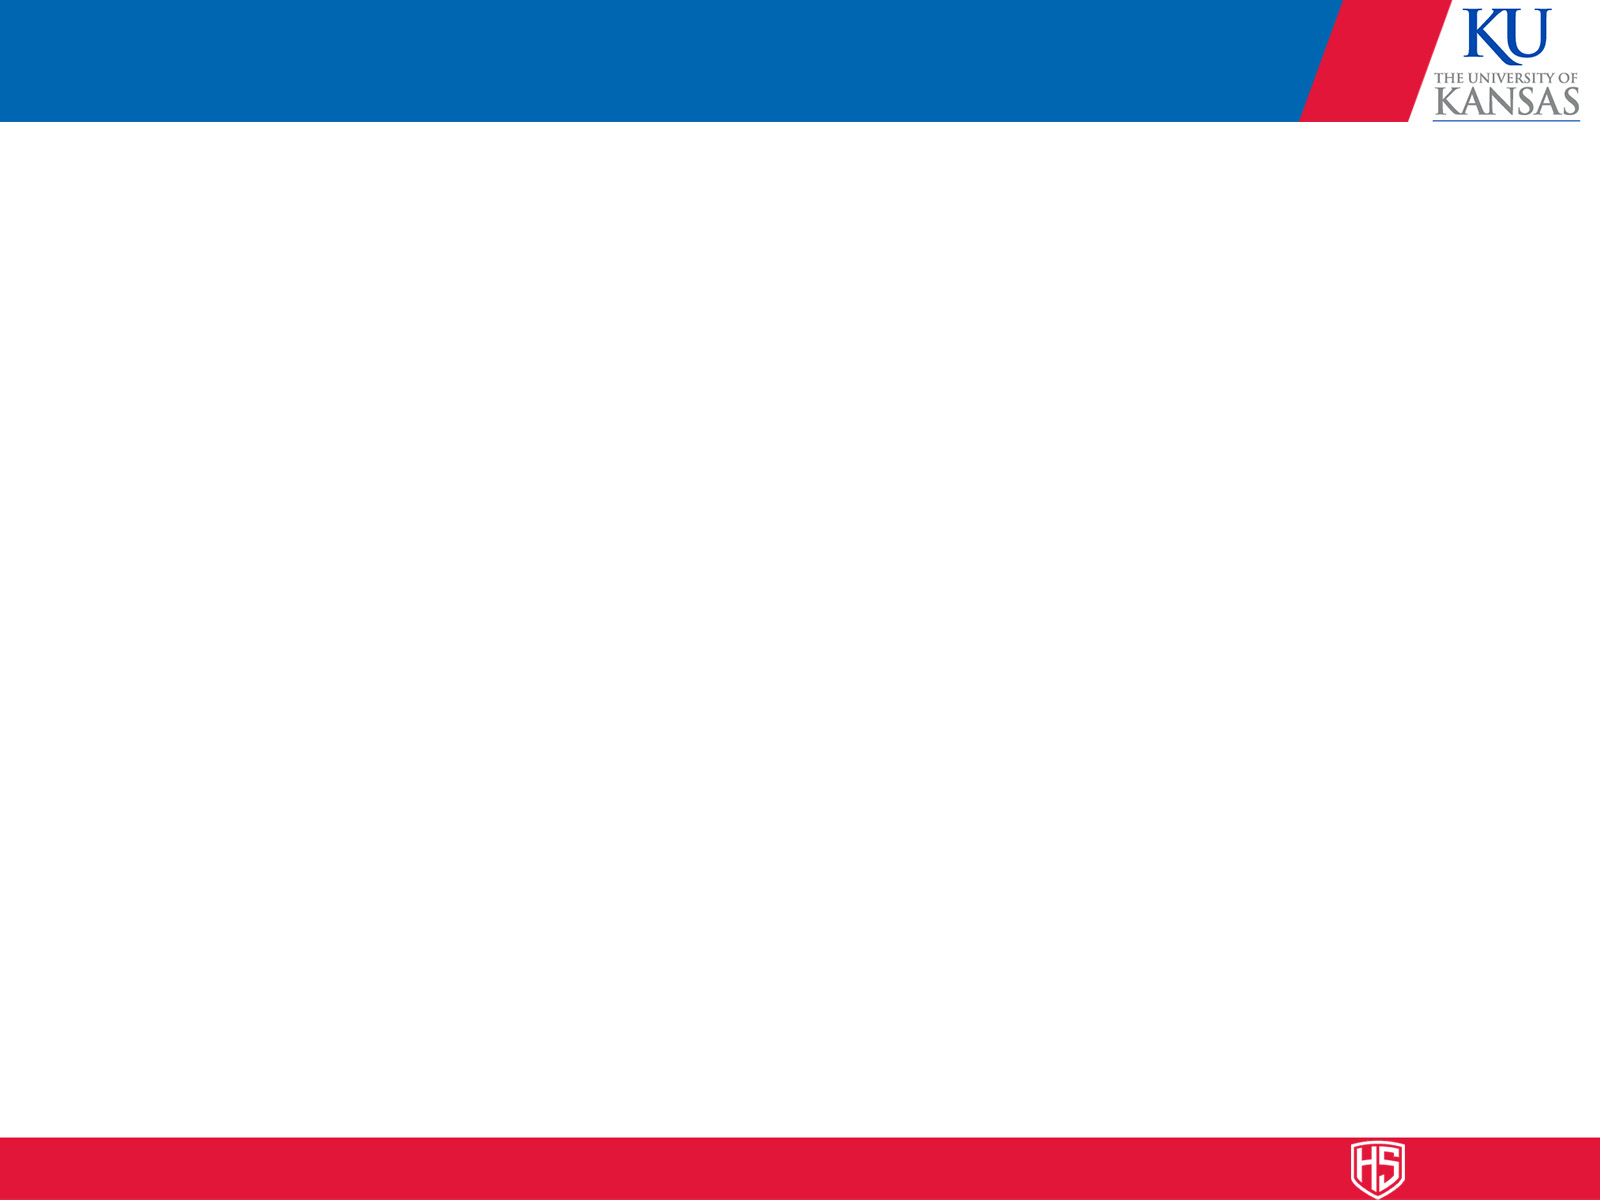 KU
THE UNIVERSITY OF
KANSAS
HS